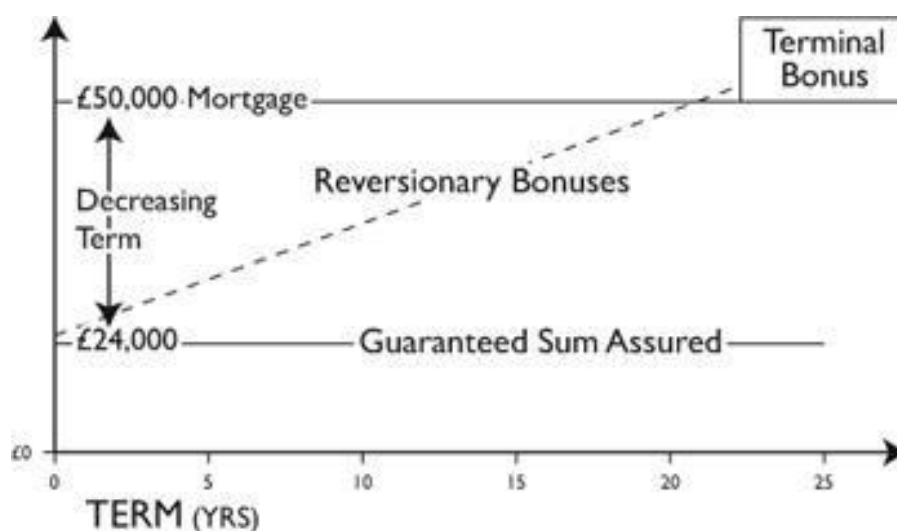 Terminal
Bonus
£50,000 Mortgage
Reversionary Bonuses
Decreasing
Term
£24,000
Guaranteed Sum Assured
£0
0 5 10 15 20 25
TERM (YRS)